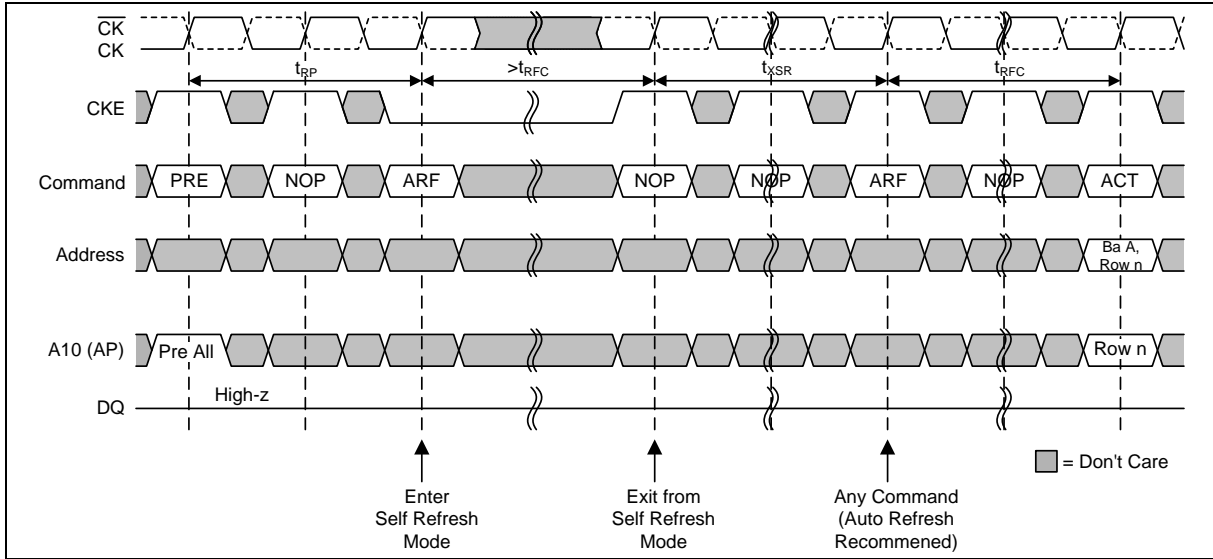 CK
CK
tRP >tRFC tXSR tRFC
CKE
Command PRE NOP ARF NOP NOP ARF NOP ACT
Address Ba A,
Row n
A10 (AP) Pre All Row n
High-z
DQ
= Don't Care
Enter
Self Refresh
Mode
Exit from
Self Refresh
Mode
Any Command
(Auto Refresh
Recommened)